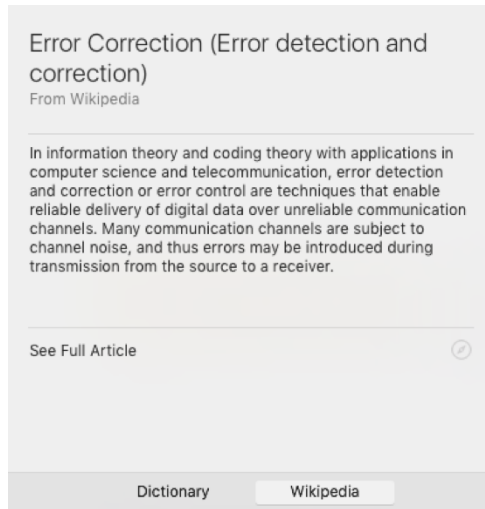 Error Correction (Error detection and
correction)
From Wikipedia
In information theory and coding theory with applications in
computer science and telecommunication, error detection
and correction or error control are techniques that enable
reliable delivery of digital data over unreliable communication
channels. Many communication channels are subject to
channel noise, and thus errors may be introduced during
transmission from the source to a receiver.
See Full Article
Dictionary Wikipedia